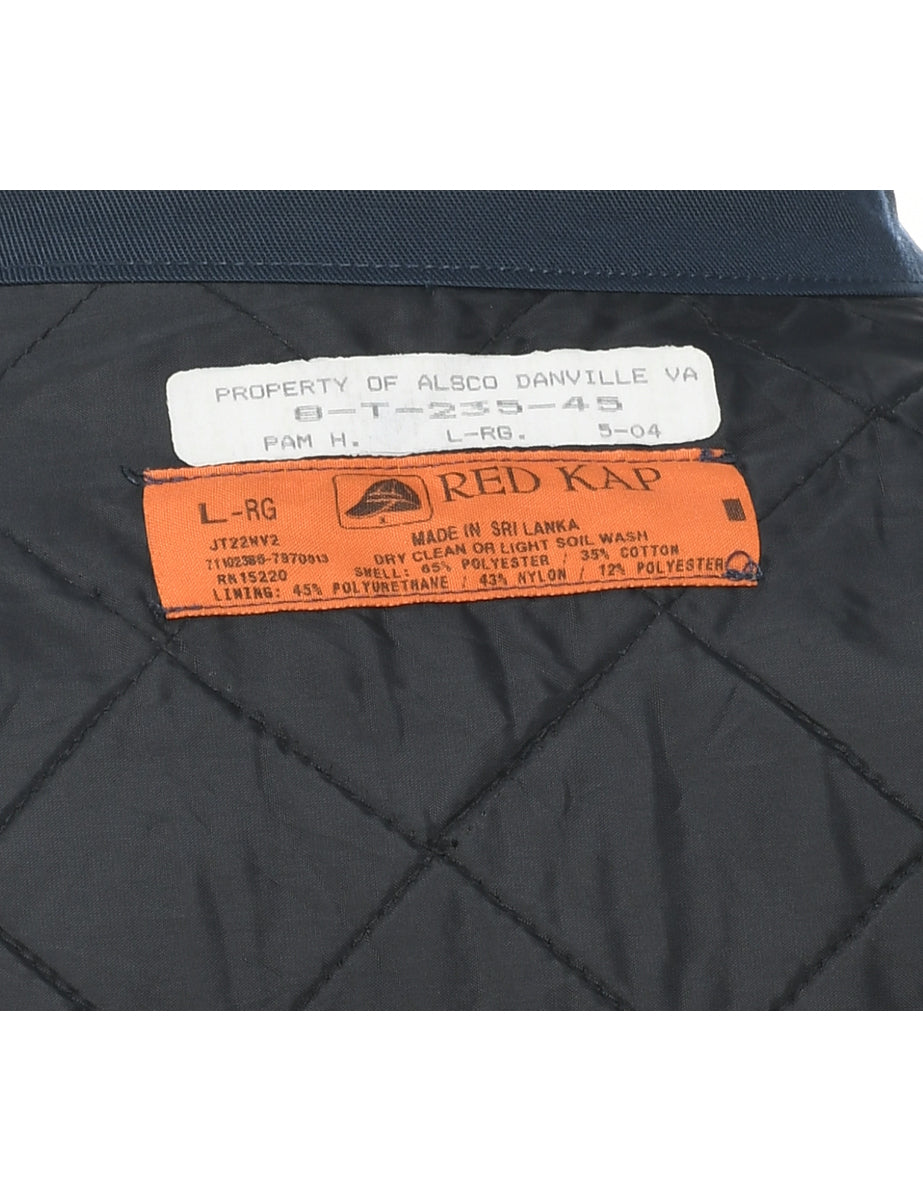 PROPERTY OF ALSCO DANVILLE VA
8-T-235-45
PAM H. L-RG. 5-04
RED KAP
L-RG
MADE IN SRI LANKA
JT22NV2
DRY CLEAN OR LIGHT SOIL WASH
SHELL: 65% POLYESTER / 35% COTTON
RN15220
LINING: 45% POLYURETHANE / 43% NYLON / 12% POLYESTER